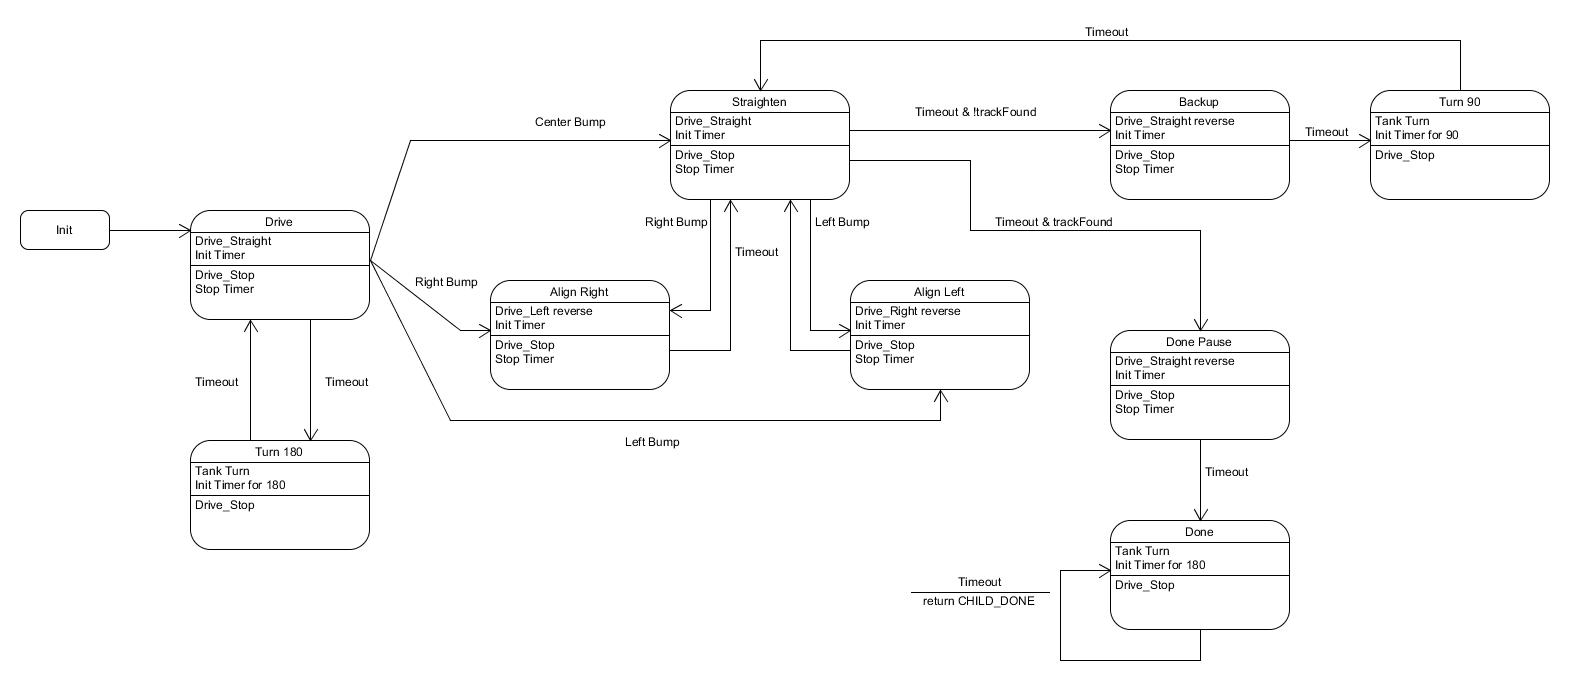 Timeout
Straighten
Drive_Straight
Init Timer
Drive_Stop
Stop Timer
Timeout & !trackFound
Backup
Drive_Straight reverse
Init Timer
Drive_Stop
Stop Timer
Timeout
Turn 90
Tank Turn
Init Timer for 90
Drive_Stop
Center Bump
Init
Drive
Drive_Straight
Init Timer
Drive_Stop
Stop Timer
Right Bump
Timeout
Left Bump
Timeout & trackFound
Right Bump
Align Right
Drive_Left reverse
Init Timer
Drive_Stop
Stop Timer
Align Left
Drive_Right reverse
Init Timer
Drive_Stop
Stop Timer
Done Pause
Drive_Straight reverse
Init Timer
Drive_Stop
Stop Timer
Timeout
Timeout
Left Bump
Turn 180
Tank Turn
Init Timer for 180
Drive_Stop
Timeout
Done
Tank Turn
Init Timer for 180
Drive_Stop
Timeout
return CHILD_DONE